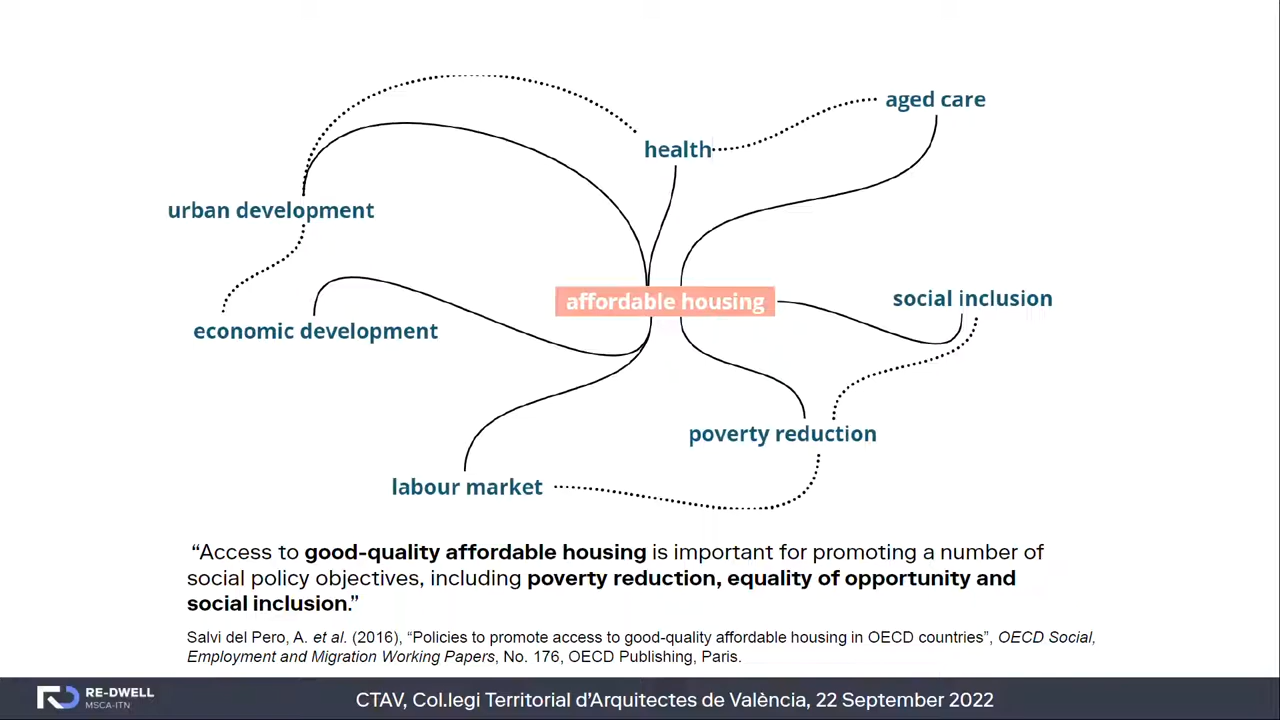 aged care
health
urban development
affordable housing
social inclusion
economic development
poverty reduction
labour market
“Access to good-quality affordable housing is important for promoting a number of
social policy objectives, including poverty reduction, equality of opportunity and
social inclusion.”
Salvi del Pero, A. et al. (2016), “Policies to promote access to good-quality affordable housing in OECD countries”, OECD Social,
Employment and Migration Working Papers, No. 176, OECD Publishing, Paris.
RE-DWELL
MSCA-ITN
CTAV, Col.legi Territorial d’Arquitectes de València, 22 September 2022